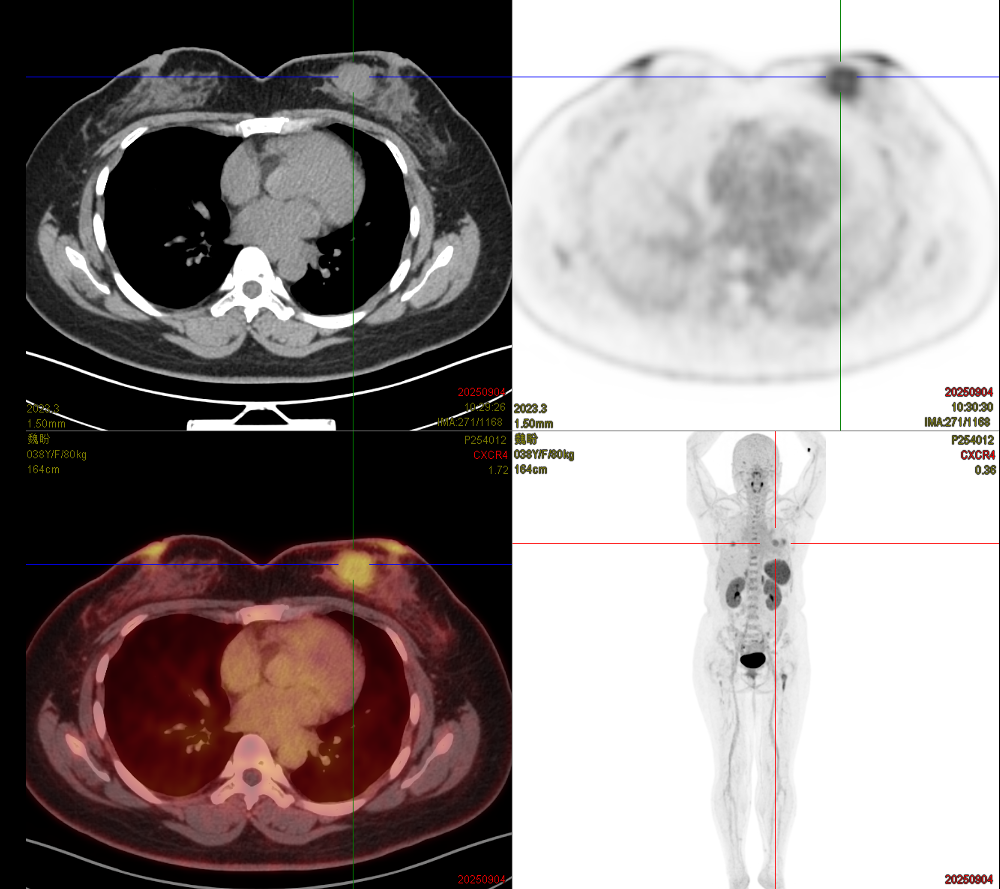 20250904
2023.3
10:29:26
1.50mm
IMA:271/1168
20250904
2023.3
10:30:30
1.50mm
IMA:271/1168
魏盼
P254012
038Y/F/80kg
CXCR4
164cm
1.72
20250904
魏盼
P254012
038Y/F/80kg
CXCR4
164cm
0.36
20250904